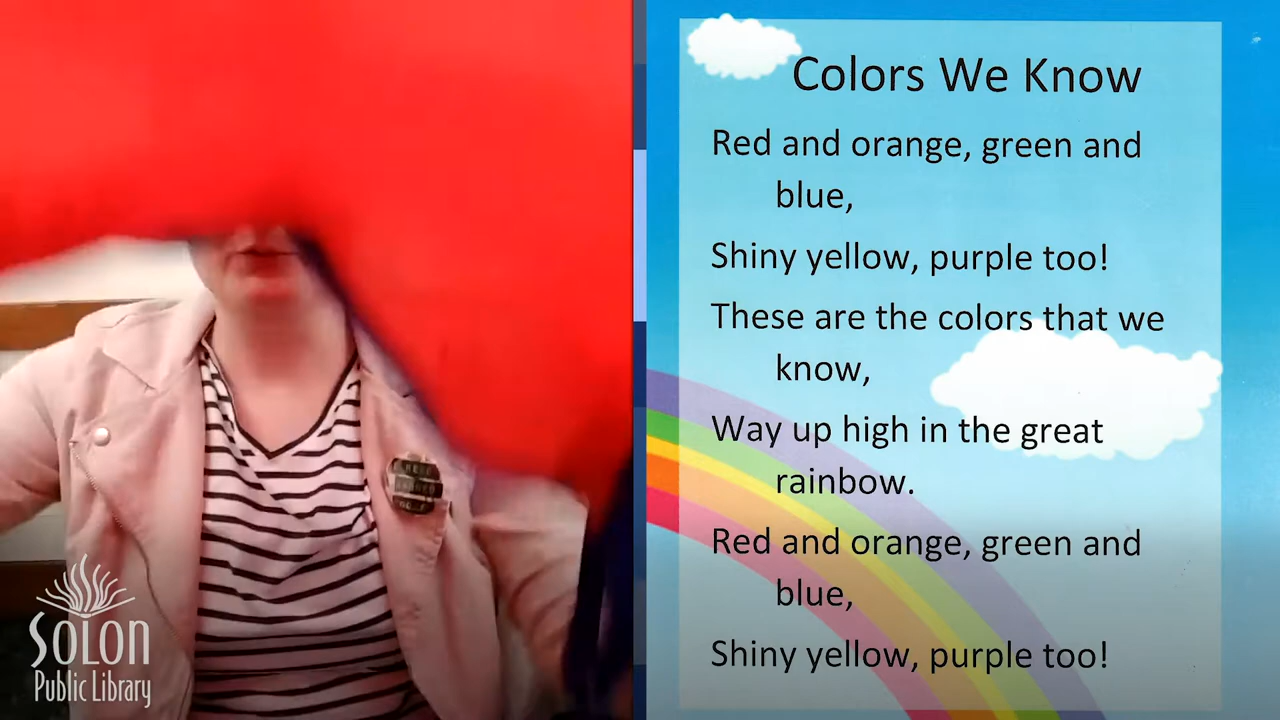 Colors We Know
Red and orange, green and
blue,
Shiny yellow, purple too!
These are the colors that we
know,
Way up high in the great
rainbow.
Red and orange, green and
blue,
Shiny yellow, purple too!
SOLON
Public Library